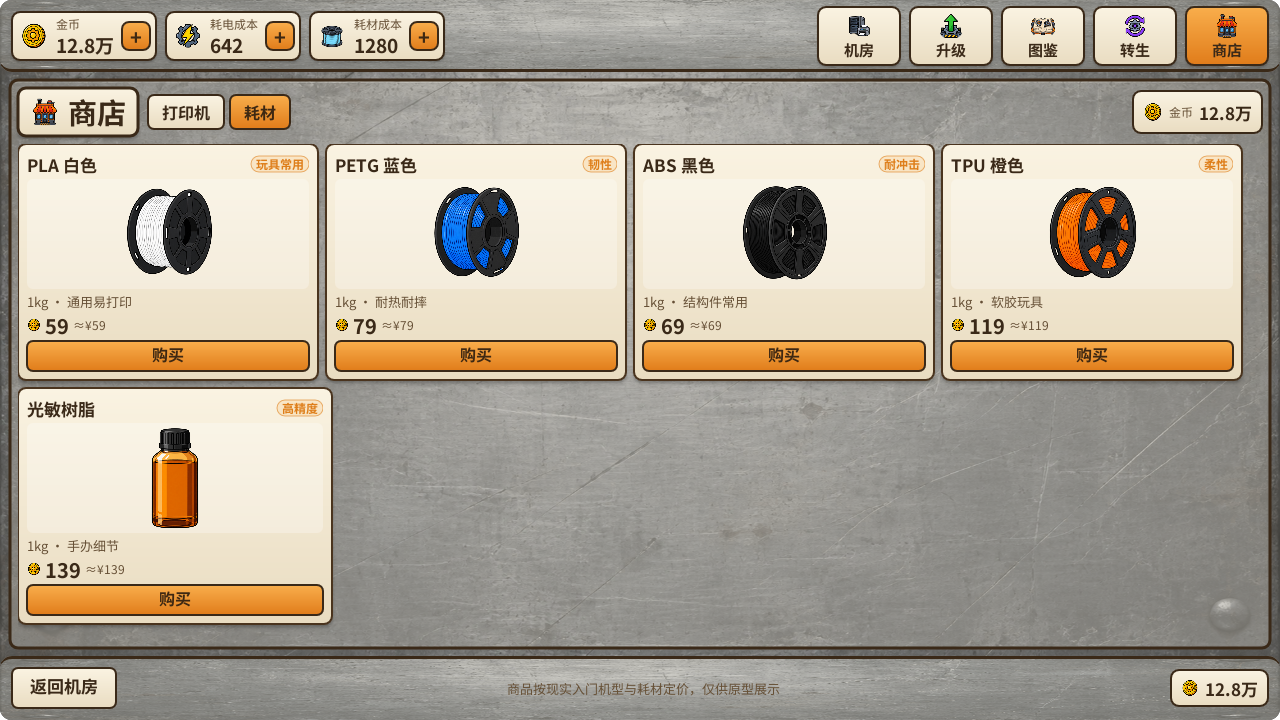 金币
12.8万
+
耗电成本
642
+
耗材成本
1280
+
机房
升级
图鉴
转生
商店
商店
打印机
耗材
金币 12.8万
PLA 白色
玩具常用
1kg · 通用易打印
59 ≈¥59
购买
PETG 蓝色
韧性
1kg · 耐热耐摔
79 ≈¥79
购买
ABS 黑色
耐冲击
1kg · 结构件常用
69 ≈¥69
购买
TPU 橙色
柔性
1kg · 软胶玩具
119 ≈¥119
购买
光敏树脂
高精度
1kg · 手办细节
139 ≈¥139
购买
返回机房
商品按现实入门机型与耗材定价，仅供原型展示
12.8万